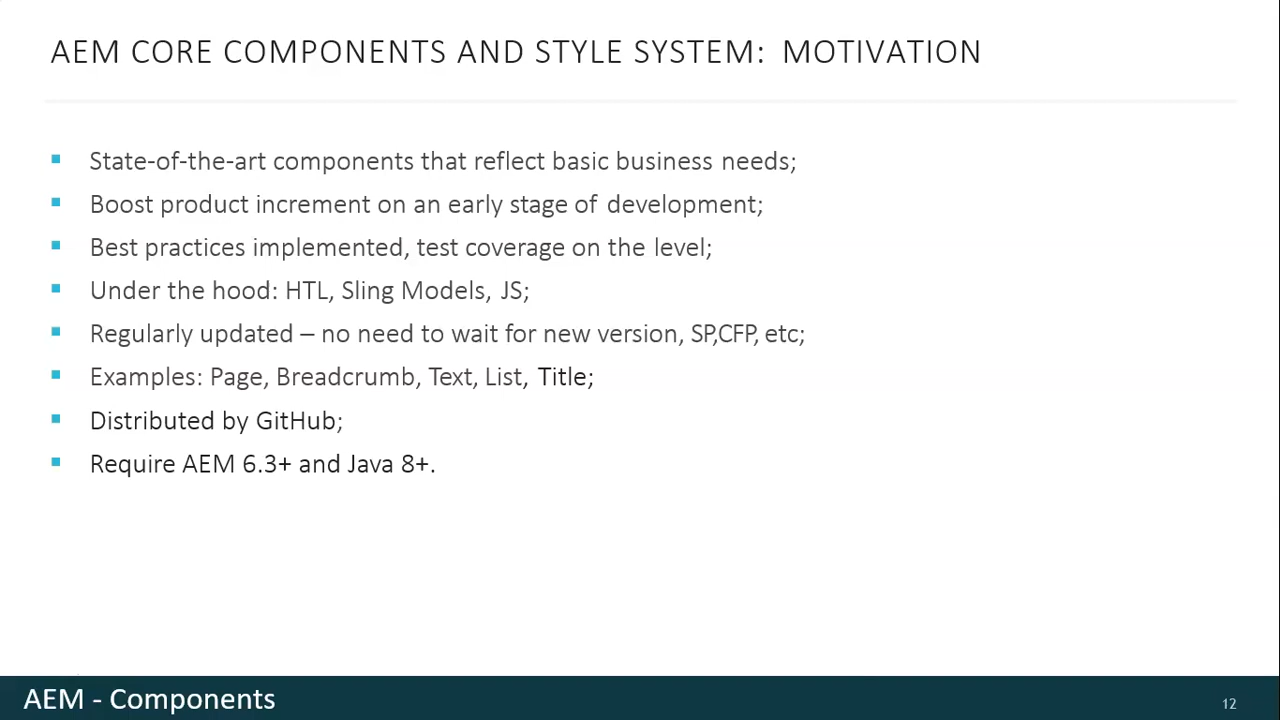 AEM CORE COMPONENTS AND STYLE SYSTEM: MOTIVATION
State-of-the-art components that reflect basic business needs;
Boost product increment on an early stage of development;
Best practices implemented, test coverage on the level;
Under the hood: HTL, Sling Models, JS;
Regularly updated – no need to wait for new version, SP,CFP, etc;
Examples: Page, Breadcrumb, Text, List, Title;
Distributed by GitHub;
Require AEM 6.3+ and Java 8+.
AEM - Components
12